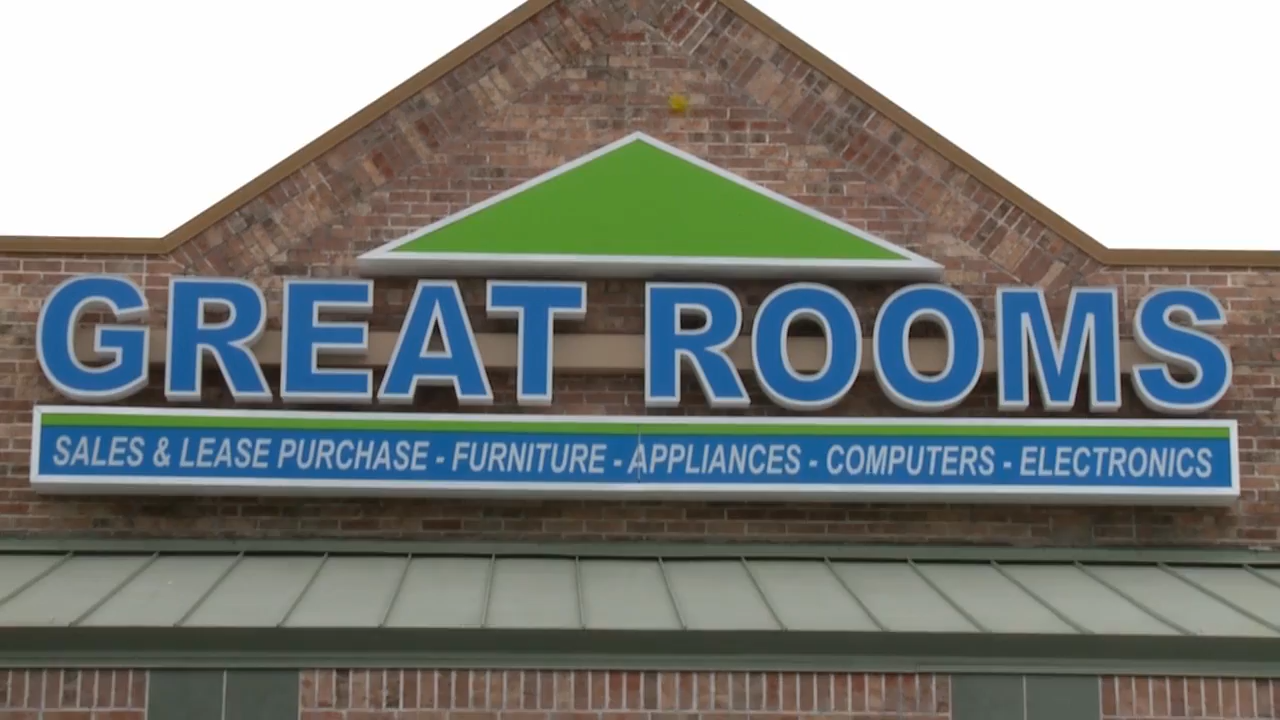 GREAT ROOMS
SALES & LEASE PURCHASE - FURNITURE - APPLIANCES - COMPUTERS - ELECTRONICS